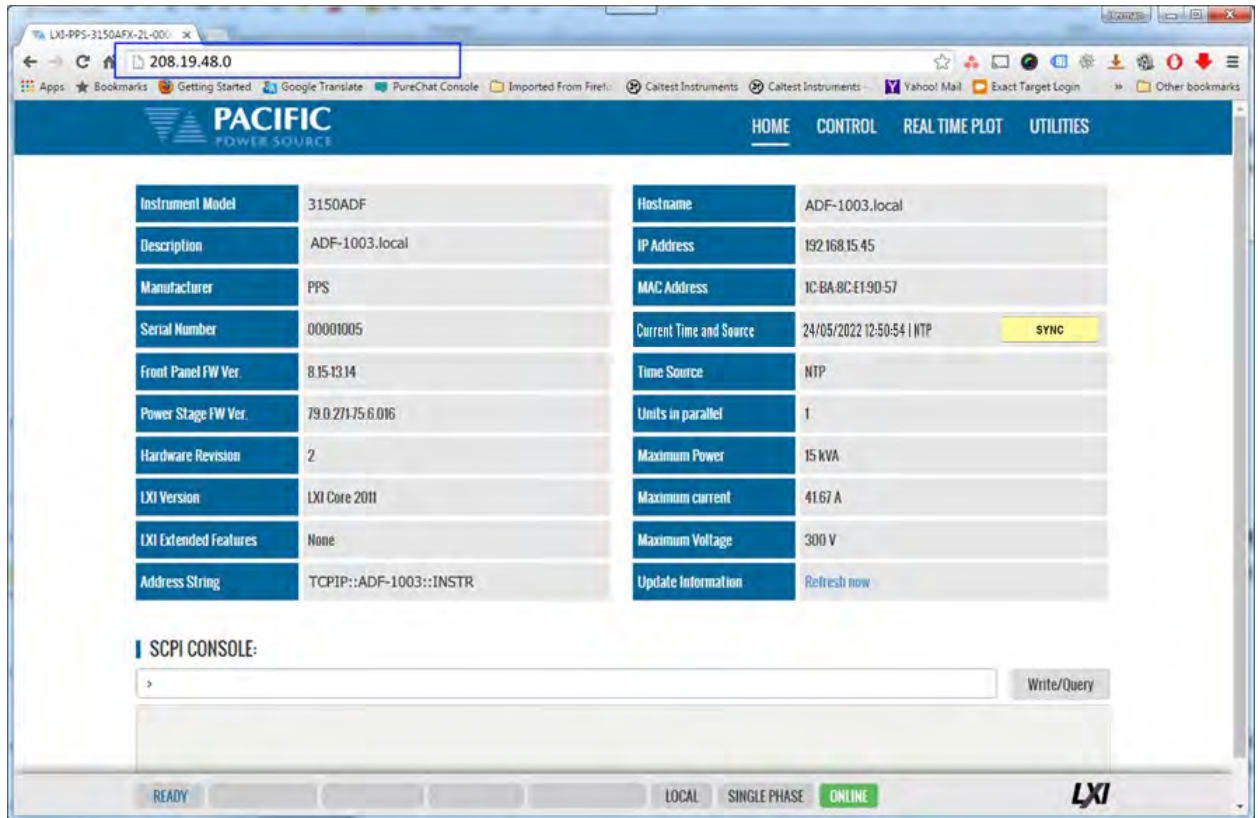 LXI-PPS-3150AFX-2L-000
208.19.48.0
Apps Bookmarks Getting Started Google Translate PureChat Console Imported From Firef Caltest Instruments Caltest Instruments - Yahoo! Mail Exact Target Login » Other bookmarks
PACIFIC
POWER SOURCE
HOME CONTROL REAL TIME PLOT UTILITIES
Instrument Model 3150ADF Hostname ADF-1003.local
Description ADF-1003.local IP Address 192.168.15.45
Manufacturer PPS MAC Address 1C-BA-8C-E1-9D-57
Serial Number 00001005 Current Time and Source 24/05/2022 12:50:54 | NTP SYNC
Front Panel FW Ver. 8.15-13.14 Time Source NTP
Power Stage FW Ver. 79.0.271-75.6.016 Units in parallel 1
Hardware Revision 2 Maximum Power 15 kVA
LXI Version LXI Core 2011 Maximum current 41.67 A
LXI Extended Features None Maximum Voltage 300 V
Address String TCPIP::ADF-1003::INSTR Update Information Refresh now
SCPI CONSOLE:
> Write/Query
READY LOCAL SINGLE PHASE ONLINE LXI